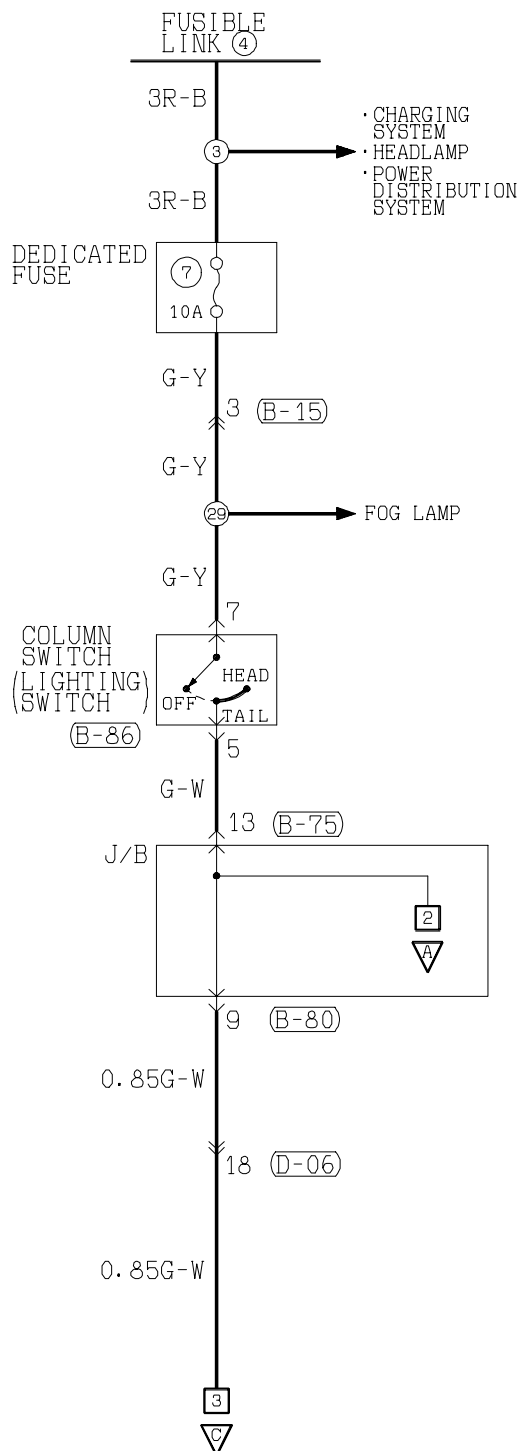 FUSIBLE
LINK 4
3R-B
3
· CHARGING
SYSTEM
· HEADLAMP
· POWER
DISTRIBUTION
SYSTEM
3R-B
DEDICATED
FUSE
7
10A
G-Y
3 B-15
G-Y
29
FOG LAMP
G-Y
7
COLUMN
SWITCH
(LIGHTING
SWITCH)
OFF
HEAD
TAIL
B-86
5
G-W
13 B-75
J/B
2
A
9 B-80
0.85G-W
18 D-06
0.85G-W
3
C